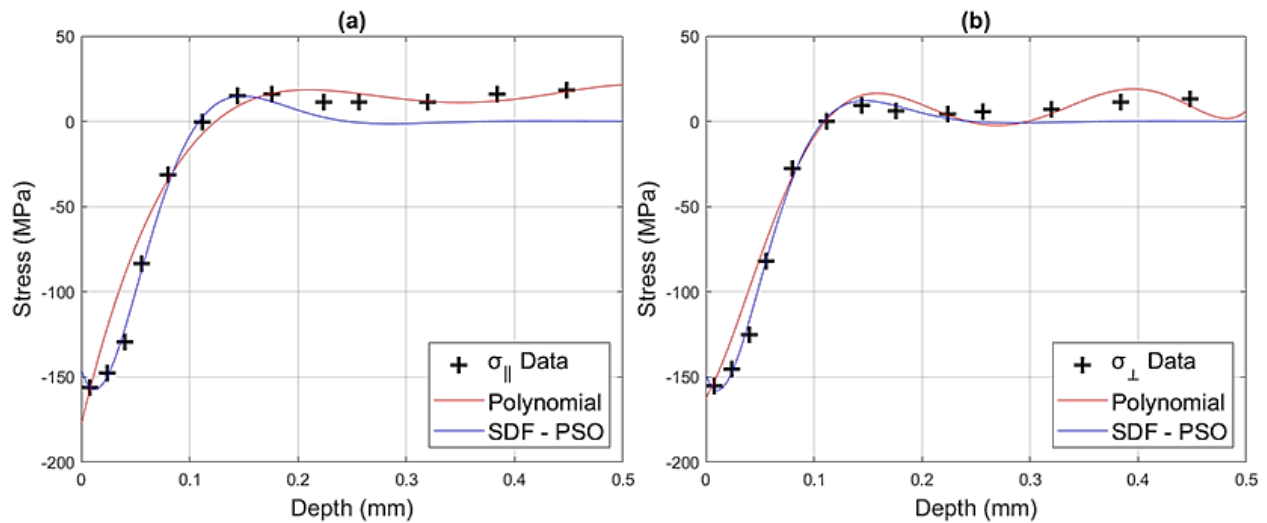 (a)
50
0
-50
-100
-150
-200
Stress (MPa)
0
0.1
0.2
0.3
0.4
0.5
Depth (mm)
σ∥ Data
Polynomial
SDF - PSO
(b)
50
0
-50
-100
-150
-200
Stress (MPa)
0
0.1
0.2
0.3
0.4
0.5
Depth (mm)
σ⊥ Data
Polynomial
SDF - PSO